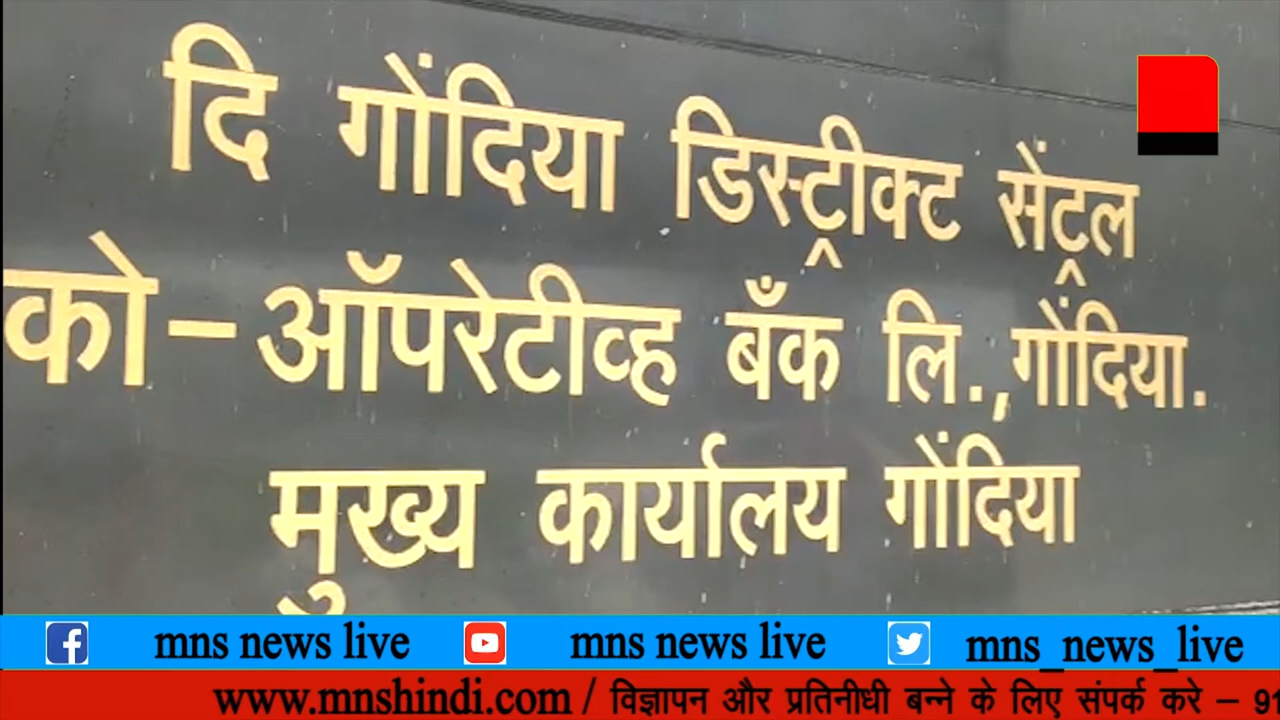 दि गोंदिया डिस्ट्रीक्ट सेंट्रल
को-ऑपरेटीव्ह बँक लि.,गोंदिया.
मुख्य कार्यालय गोंदिया
mns news live mns news live mns_news_live
www.mnshindi.com / विज्ञापन और प्रतिनीधी बन्ने के लिए संपर्क करे – 91